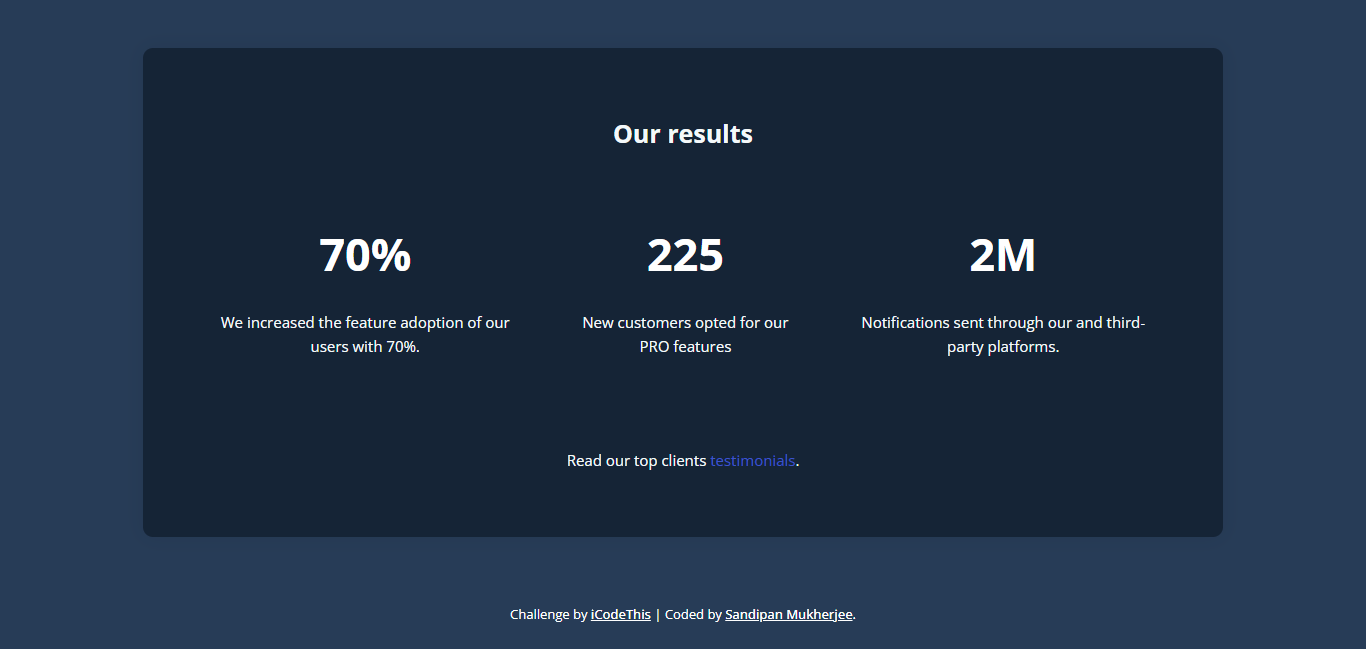 Our results
70%
We increased the feature adoption of our
users with 70%.
225
New customers opted for our
PRO features
2M
Notifications sent through our and third-
party platforms.
Read our top clients testimonials.
Challenge by iCodeThis | Coded by Sandipan Mukherjee.